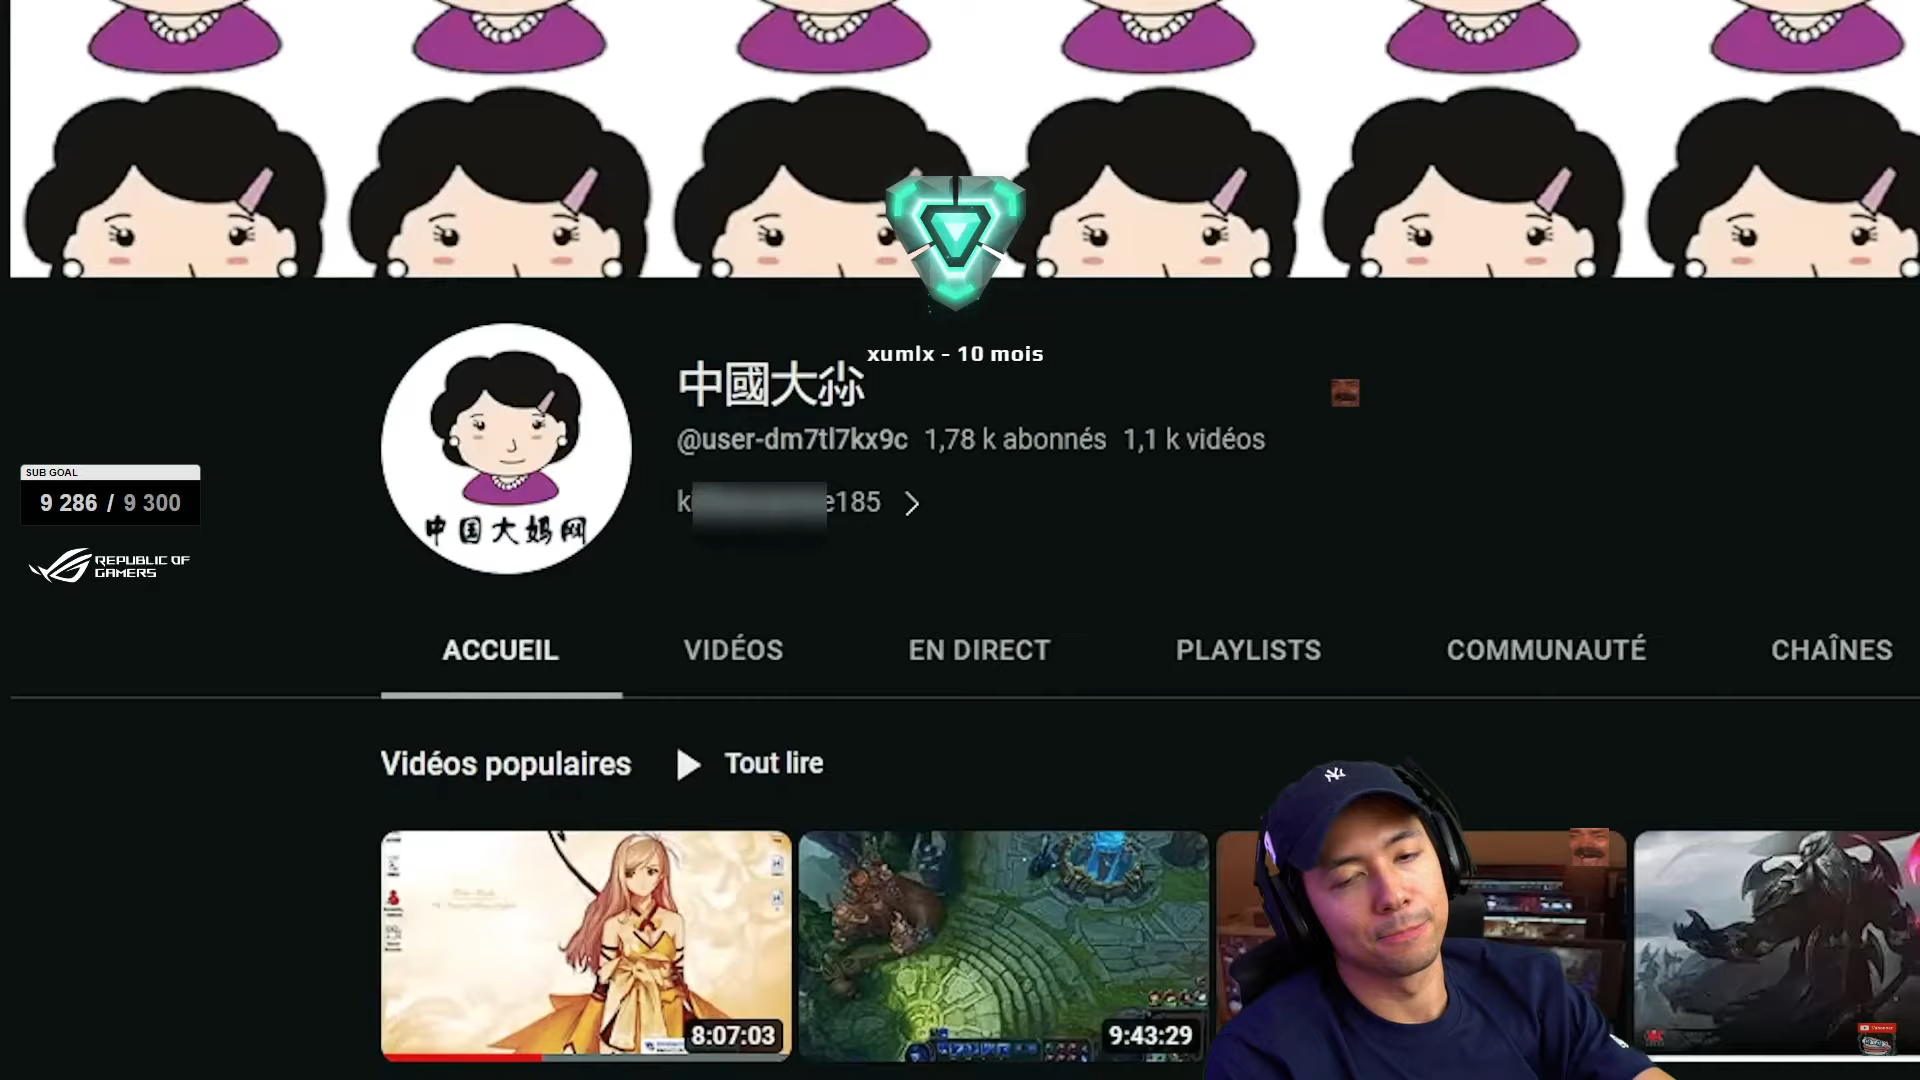 xumlx - 10 mois
中國大尛
@user-dm7tl7kx9c 1,78 k abonnés 1,1 k vidéos
e185
中国大妈网
SUB GOAL
9 286 / 9 300
REPUBLIC OF
GAMERS
ACCUEIL VIDÉOS EN DIRECT PLAYLISTS COMMUNAUTÉ CHAÎNES
Vidéos populaires Tout lire
8:07:03
9:43:29